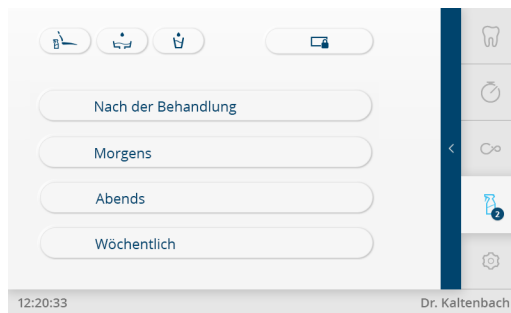 Nach der Behandlung
Morgens
Abends
2
Wöchentlich
12:20:33
Dr. Kaltenbach